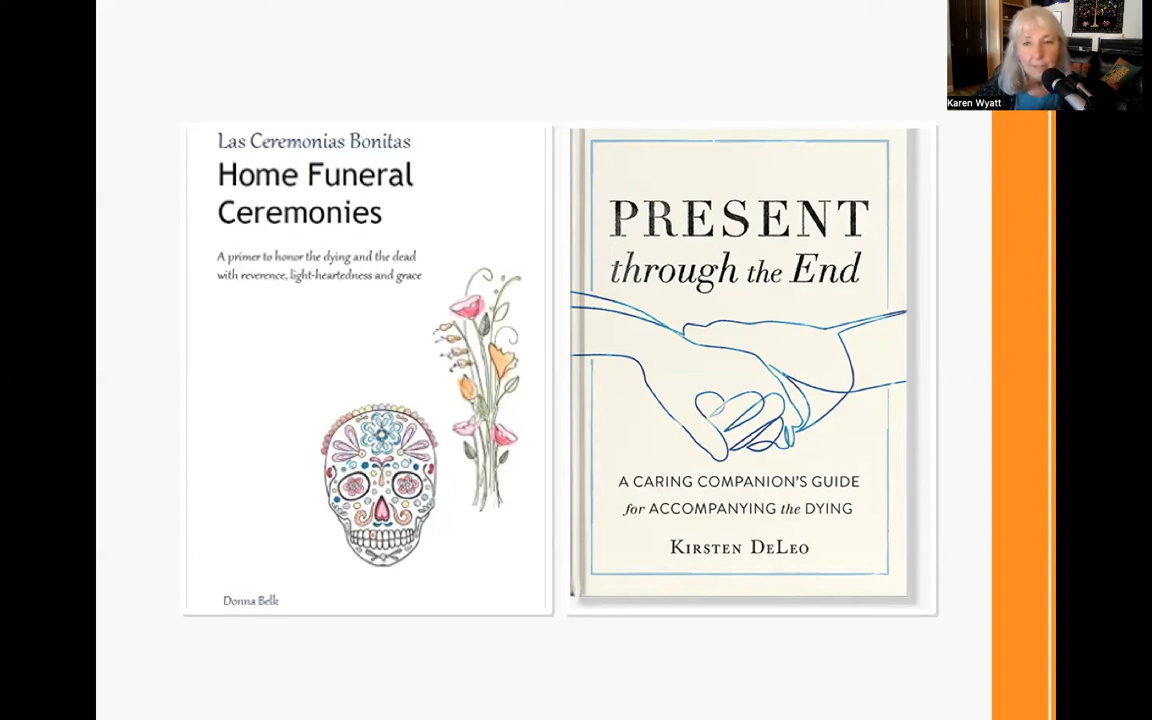 Karen Wyatt
Las Ceremonias Bonitas
Home Funeral
Ceremonies
A primer to honor the dying and the dead
with reverence, light-heartedness and grace
Donna Belk
PRESENT
through the End
A CARING COMPANION'S GUIDE
for ACCOMPANYING the DYING
KIRSTEN DELEO